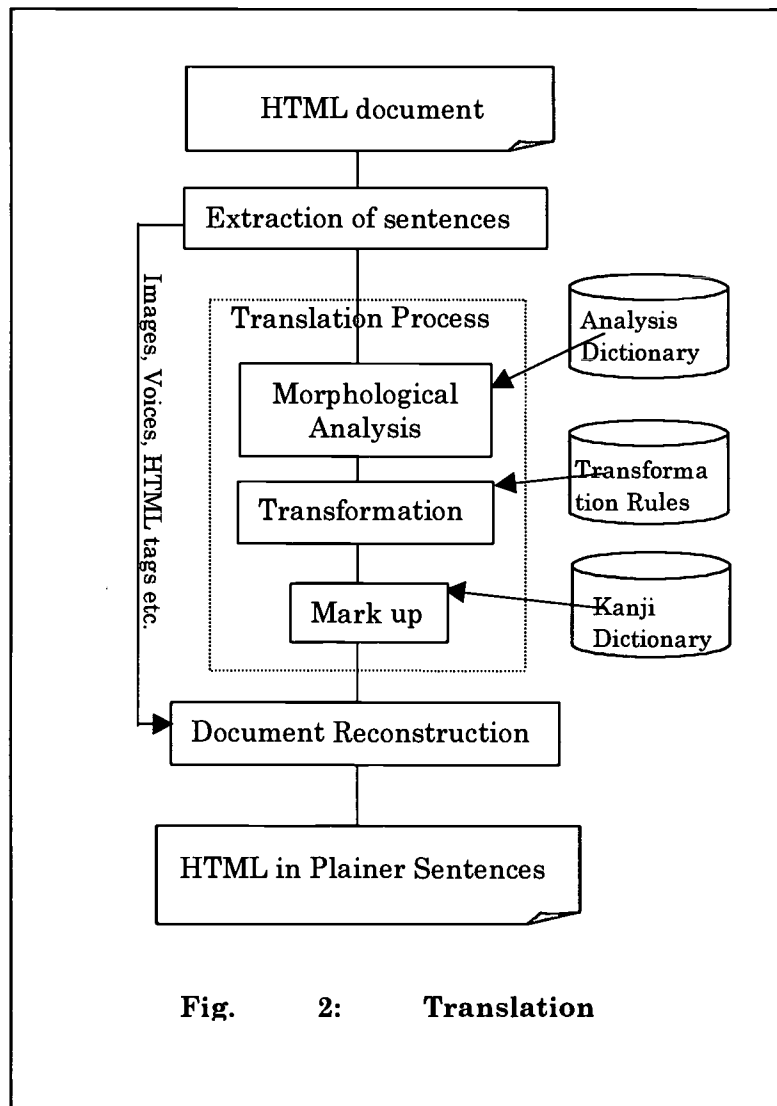 HTML document
Extraction of sentences
Images, Voices, HTML tags etc.
Translation Process
Analysis
Dictionary
Morphological
Analysis
Transforma
tion Rules
Transformation
Kanji
Dictionary
Mark up
Document Reconstruction
HTML in Plainer Sentences
Fig. 2: Translation